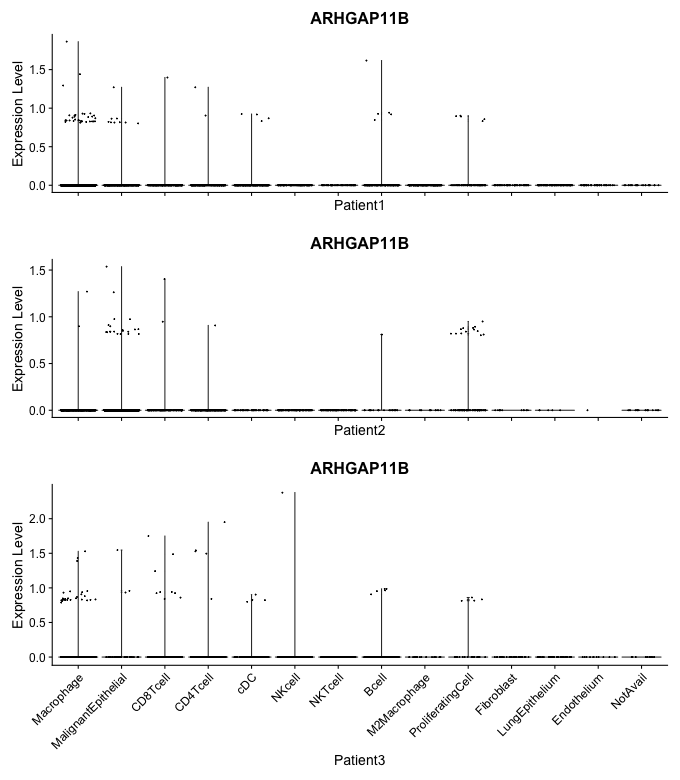 ARHGAP11B
Expression Level
1.5
1.0
0.5
0.0
Patient1
ARHGAP11B
Expression Level
1.5
1.0
0.5
0.0
Patient2
ARHGAP11B
Expression Level
2.0
1.5
1.0
0.5
0.0
Macrophage
MalignantEpithelial
CD8Tcell
CD4Tcell
cDC
NKcell
NKTcell
Bcell
M2Macrophage
ProliferatingCell
Fibroblast
LungEpithelium
Endothelium
NotAvail
Patient3